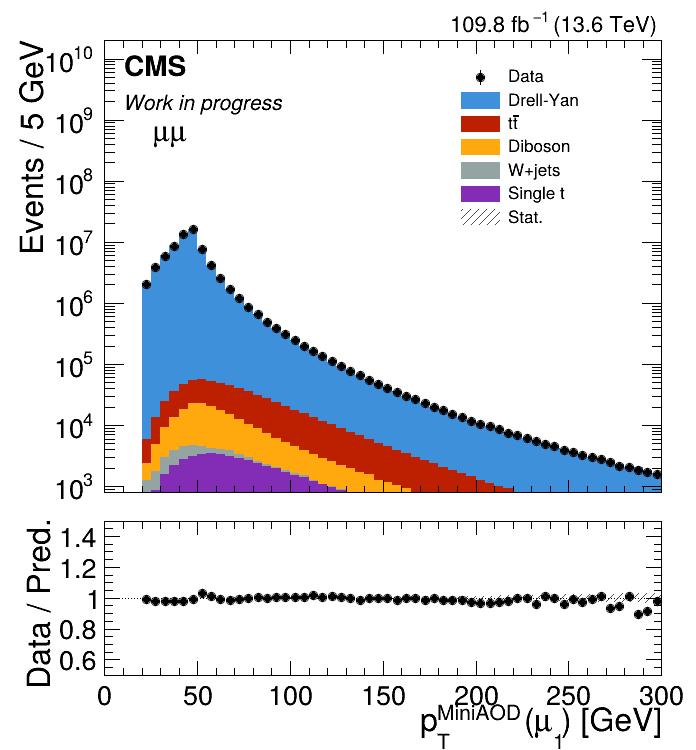 109.8 fb⁻¹ (13.6 TeV)
CMS
Work in progress
μμ
Data
Drell-Yan
tt̄
Diboson
W+jets
Single t
Stat.
Events / 5 GeV
10¹⁰
10⁹
10⁸
10⁷
10⁶
10⁵
10⁴
10³
Data / Pred.
1.4
1.2
1
0.8
0.6
0 50 100 150 200 250 300
p_T^MiniAOD (μ₁) [GeV]